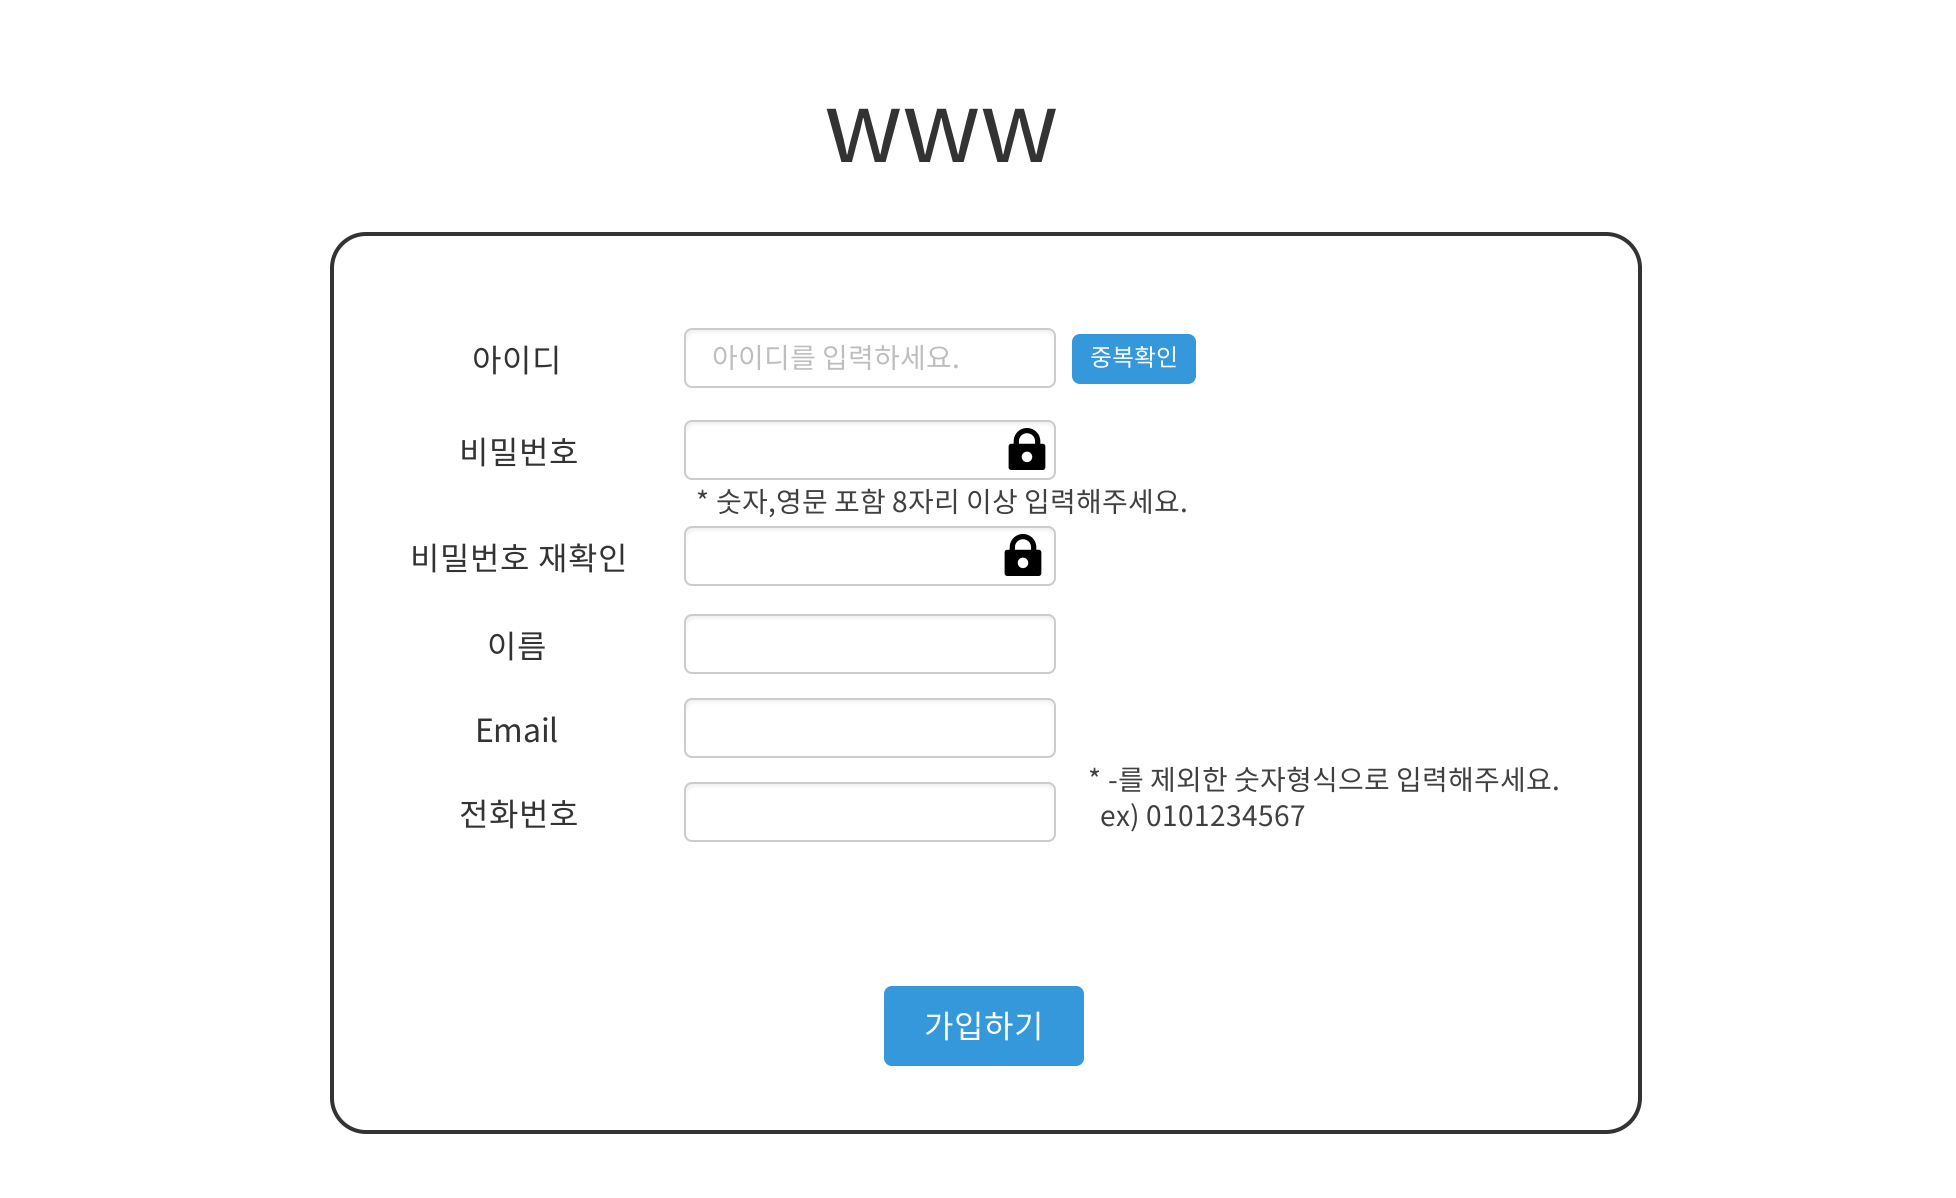 WWW
아이디
아이디를 입력하세요.
중복확인
비밀번호
* 숫자,영문 포함 8자리 이상 입력해주세요.
비밀번호 재확인
이름
Email
* -를 제외한 숫자형식으로 입력해주세요.
전화번호
ex) 0101234567
가입하기